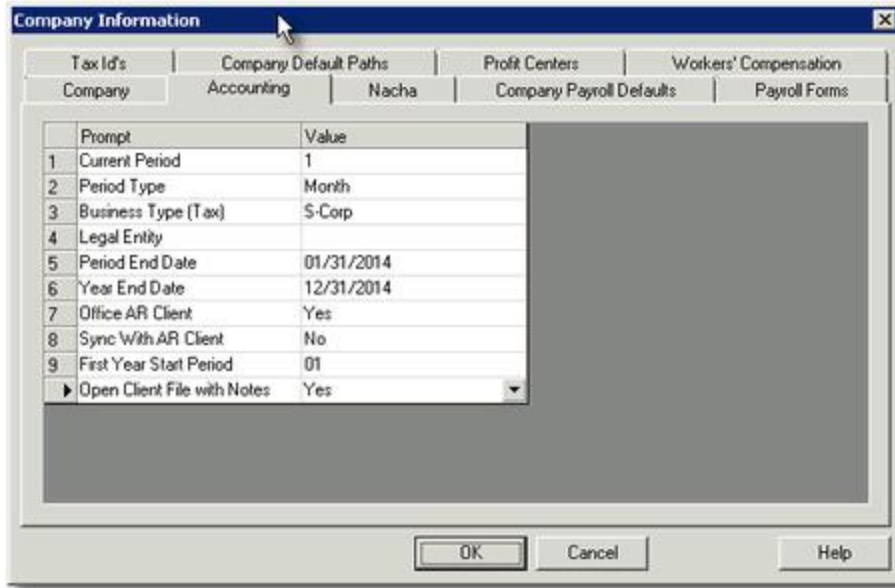 Company Information
Tax Id's Company Default Paths Profit Centers Workers' Compensation
Company Accounting Nacha Company Payroll Defaults Payroll Forms
Prompt Value
1 Current Period 1
2 Period Type Month
3 Business Type (Tax) S-Corp
4 Legal Entity
5 Period End Date 01/31/2014
6 Year End Date 12/31/2014
7 Office AR Client Yes
8 Sync With AR Client No
9 First Year Start Period 01
Open Client File with Notes Yes
OK Cancel Help